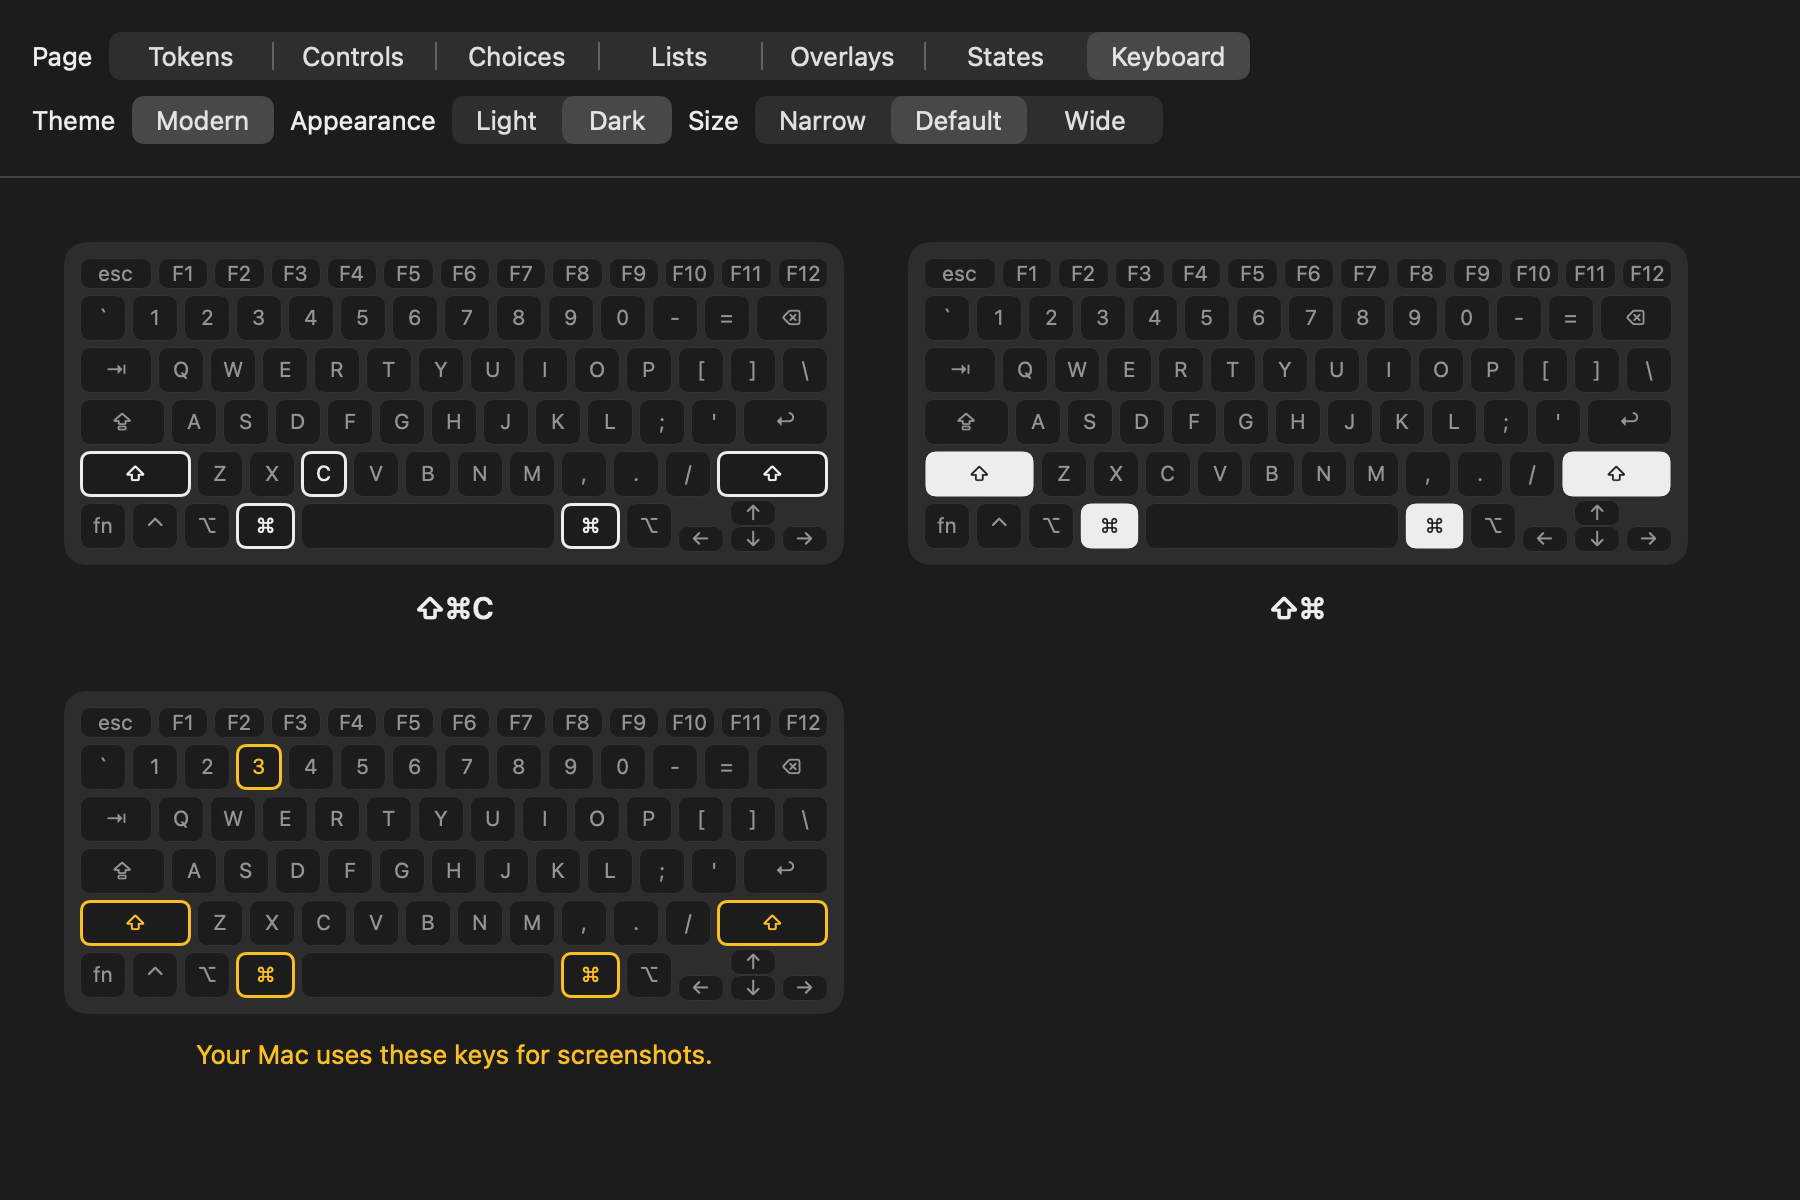 Page Tokens Controls Choices Lists Overlays States Keyboard
Theme Modern Appearance Light Dark Size Narrow Default Wide
esc F1 F2 F3 F4 F5 F6 F7 F8 F9 F10 F11 F12
` 1 2 3 4 5 6 7 8 9 0 - = ⌫
⇥ Q W E R T Y U I O P [ ] \
⇪ A S D F G H J K L ; ' ↩
⇧ Z X C V B N M , . / ⇧
fn ^ ⌥ ⌘ ⌘ ⌥ ← ↑ ↓ →
⇧⌘C
esc F1 F2 F3 F4 F5 F6 F7 F8 F9 F10 F11 F12
` 1 2 3 4 5 6 7 8 9 0 - = ⌫
⇥ Q W E R T Y U I O P [ ] \
⇪ A S D F G H J K L ; ' ↩
⇧ Z X C V B N M , . / ⇧
fn ^ ⌥ ⌘ ⌘ ⌥ ← ↑ ↓ →
⇧⌘
esc F1 F2 F3 F4 F5 F6 F7 F8 F9 F10 F11 F12
` 1 2 3 4 5 6 7 8 9 0 - = ⌫
⇥ Q W E R T Y U I O P [ ] \
⇪ A S D F G H J K L ; ' ↩
⇧ Z X C V B N M , . / ⇧
fn ^ ⌥ ⌘ ⌘ ⌥ ← ↑ ↓ →
Your Mac uses these keys for screenshots.